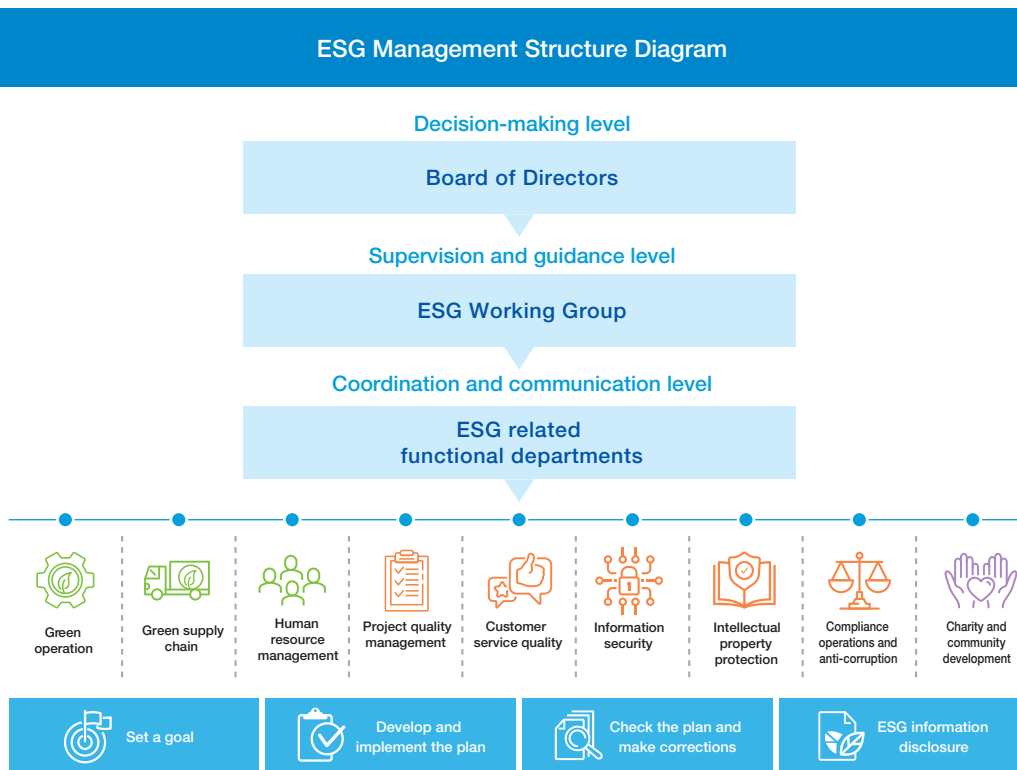 ESG Management Structure Diagram
Decision-making level
Board of Directors
Supervision and guidance level
ESG Working Group
Coordination and communication level
ESG related
functional departments
Green
operation
Green supply
chain
Human
resource
management
Project quality
management
Customer
service quality
1
Information
security
Intellectual
property
protection
Compliance
operations and
anti-corruption
Charity and
community
development
Set a goal
Develop and
implement the plan
Check the plan and
make corrections
ESG information
disclosure